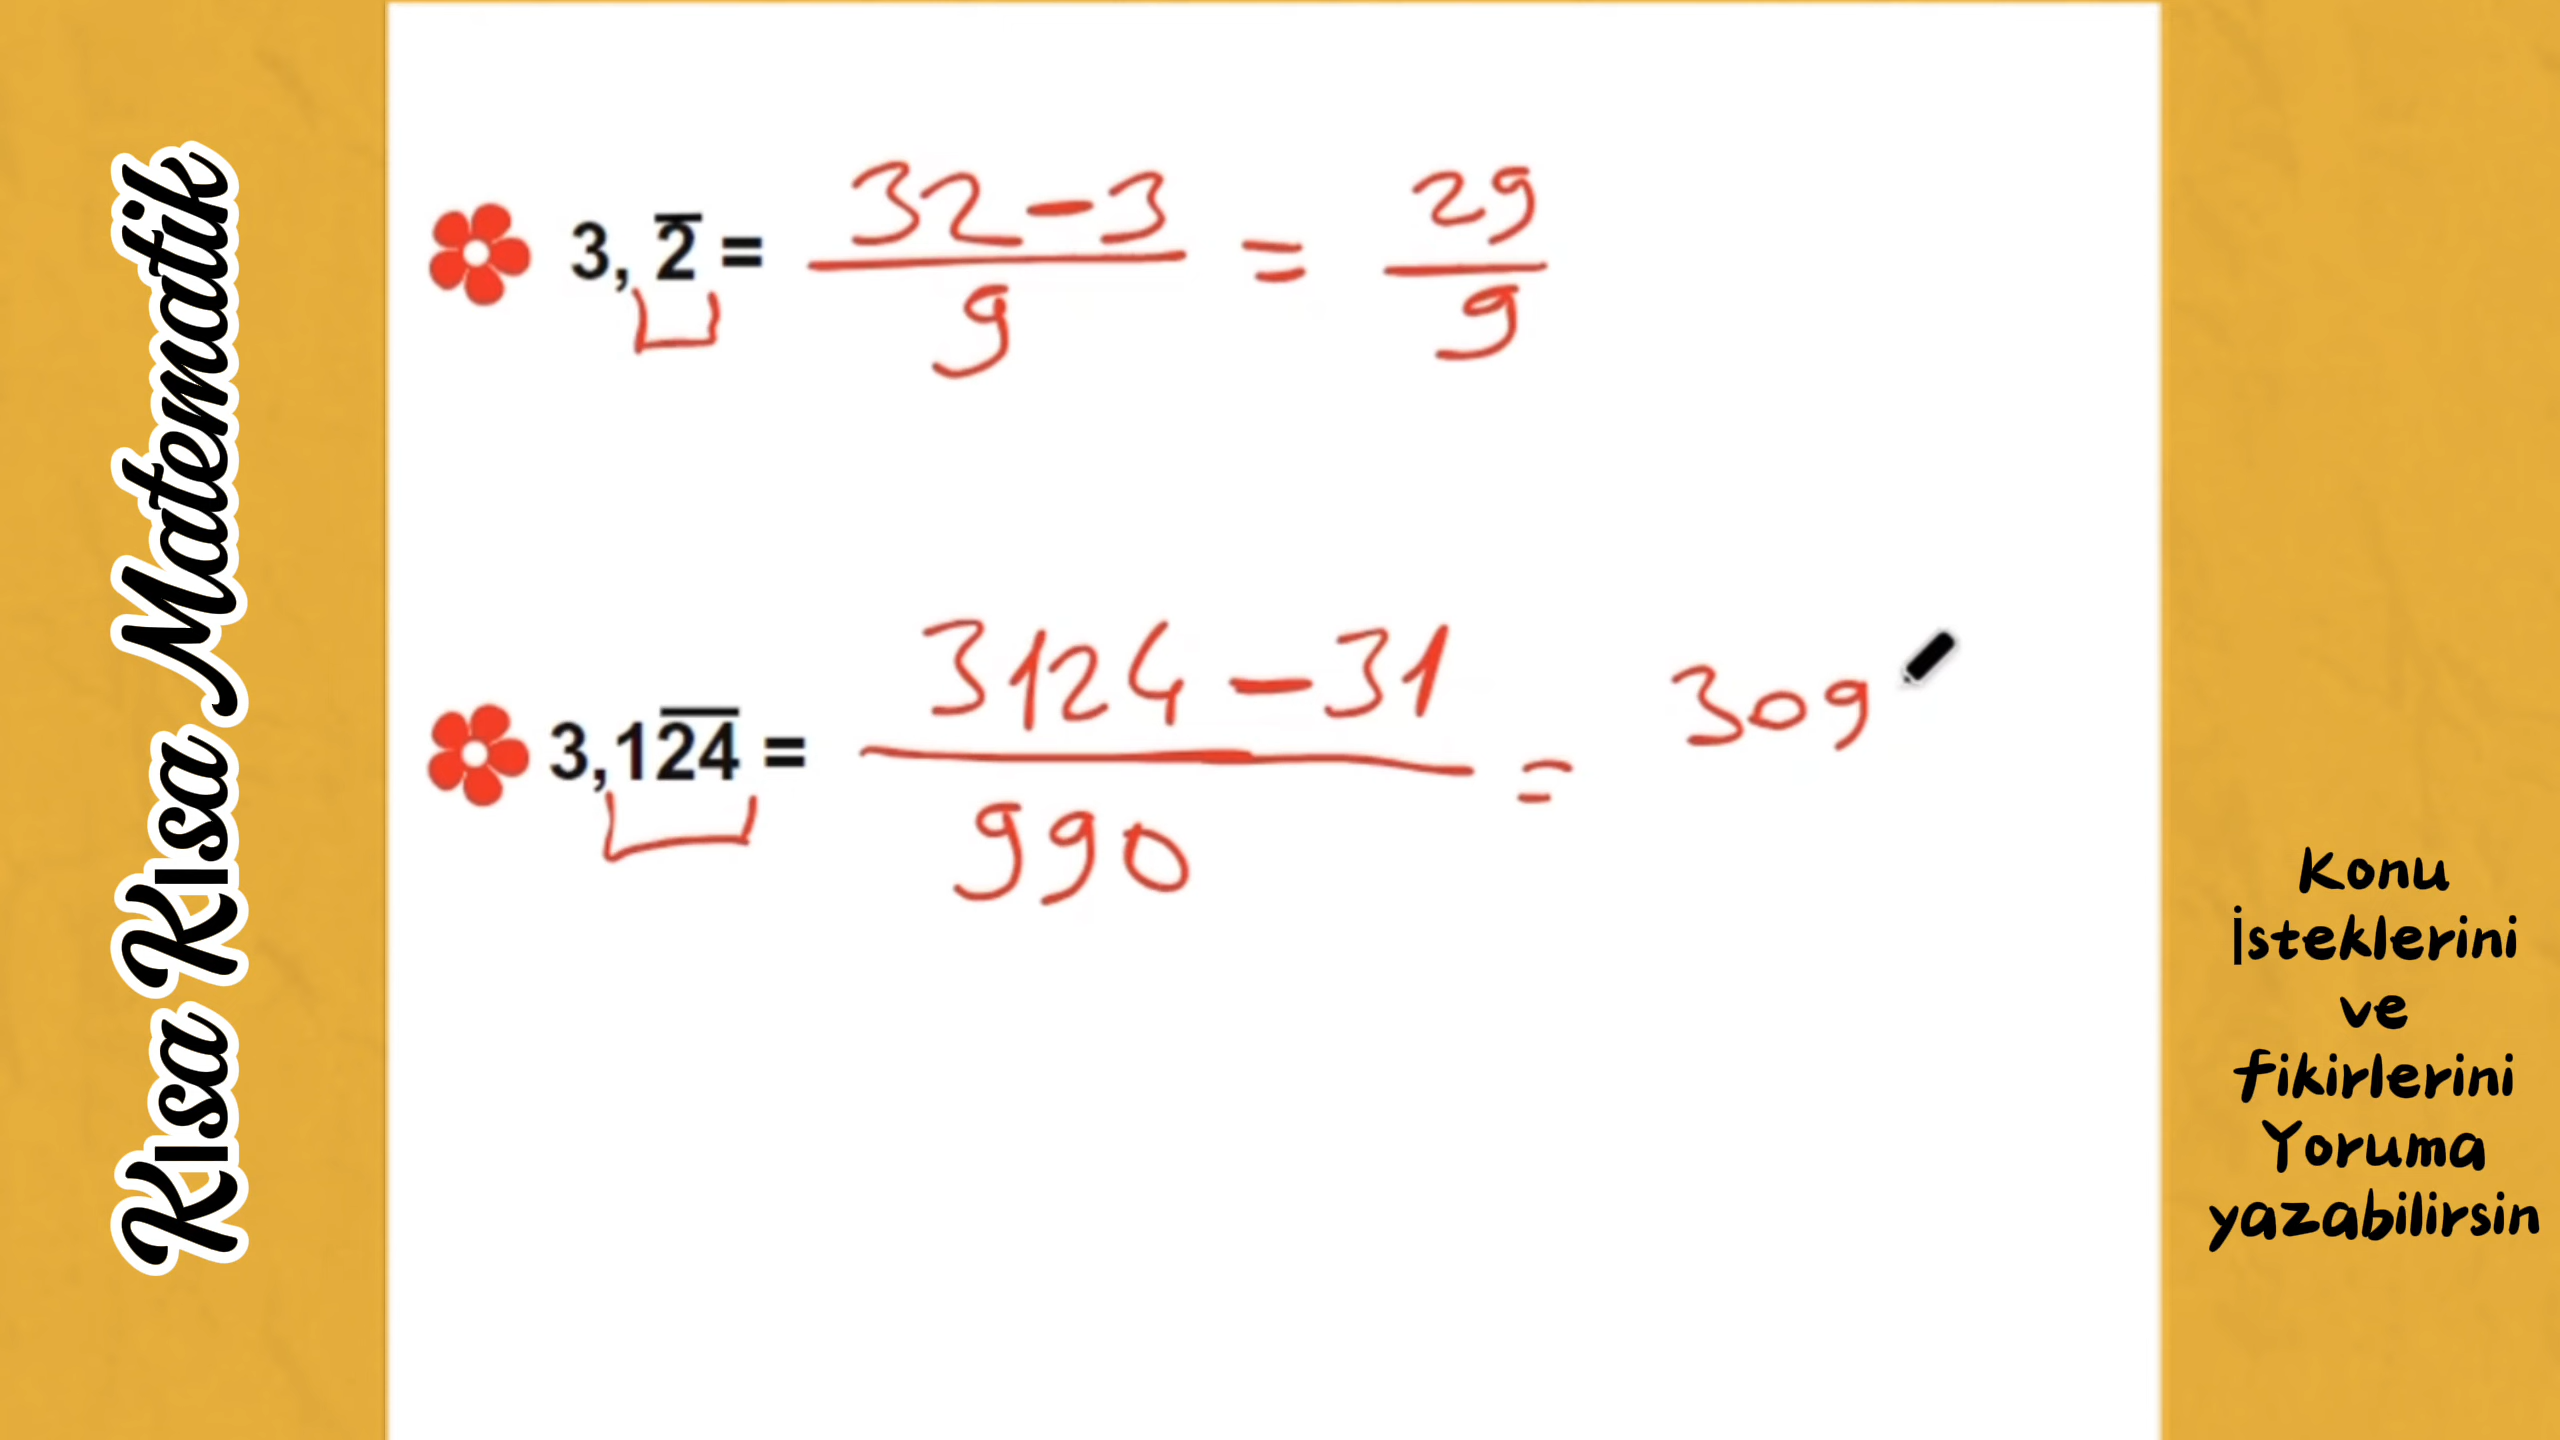 Kısa Kısa Matematik
3, 2̅ = (32-3)/9 = 29/9
3,12̅4̅ = (3124-31)/990 = 309
Konu
İsteklerini
ve
fikirlerini
Yoruma
yazabilirsin